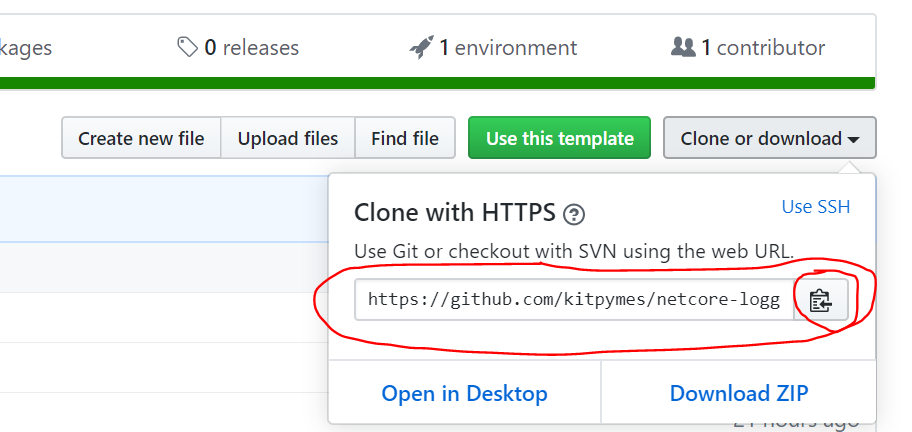 0 releases
1 environment
1 contributor
Create new file
Upload files
Find file
Use this template
Clone or download
Clone with HTTPS ?
Use SSH
Use Git or checkout with SVN using the web URL.
https://github.com/kitpymes/netcore-logg
Open in Desktop
Download ZIP
21 hours ago